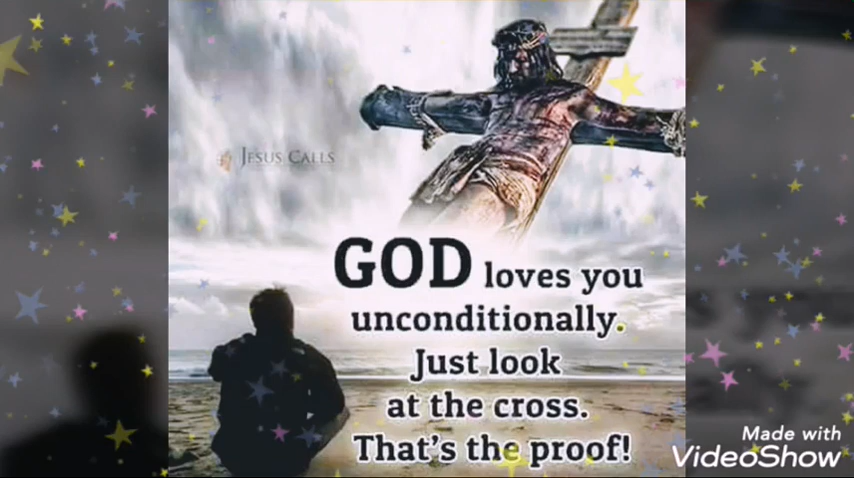 JESUS CALLS
GOD loves you
unconditionally.
Just look
at the cross.
That's the proof!
Made with
VideoShow